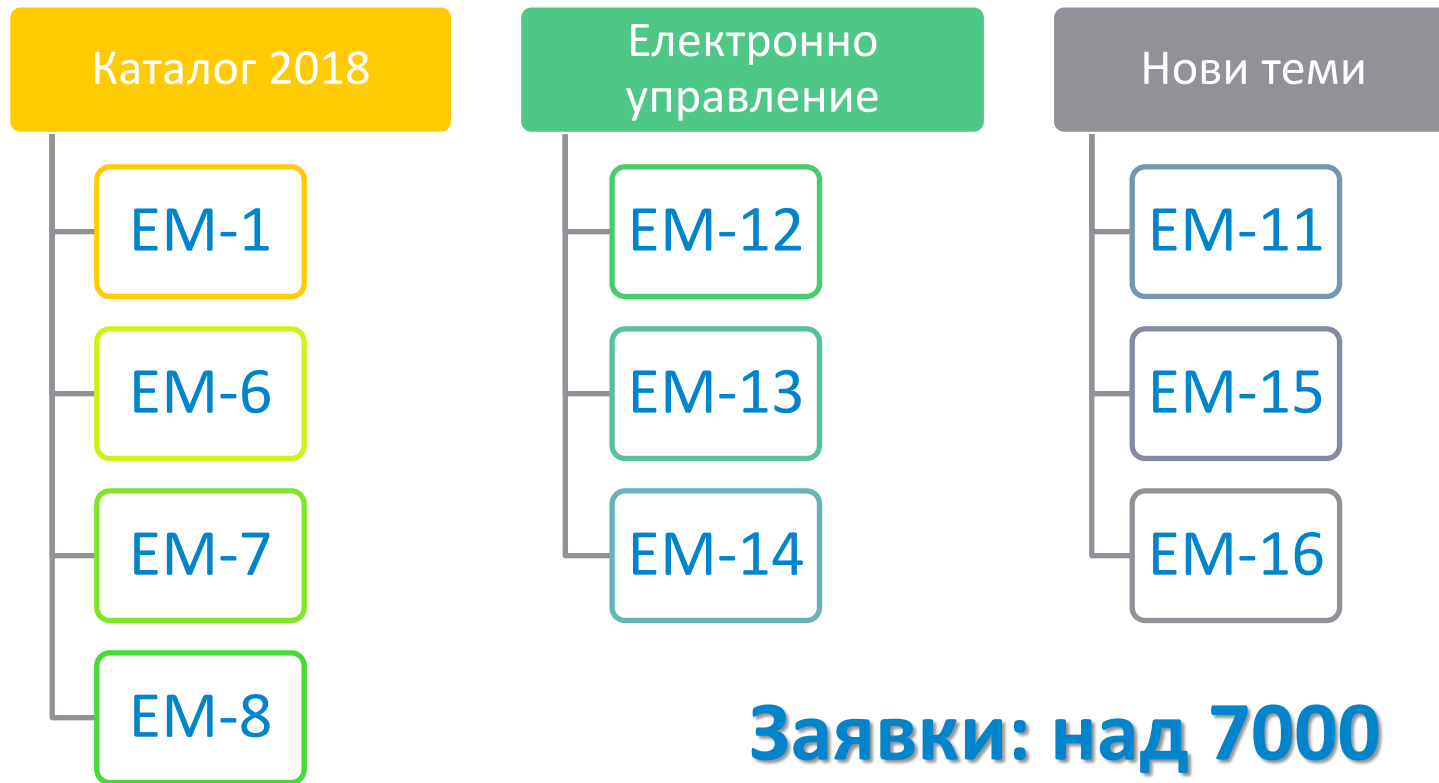 Каталог 2018
ЕМ-1
ЕМ-6
ЕМ-7
ЕМ-8
Електронно
управление
ЕМ-12
ЕМ-13
ЕМ-14
Нови теми
ЕМ-11
ЕМ-15
ЕМ-16
Заявки: над 7000